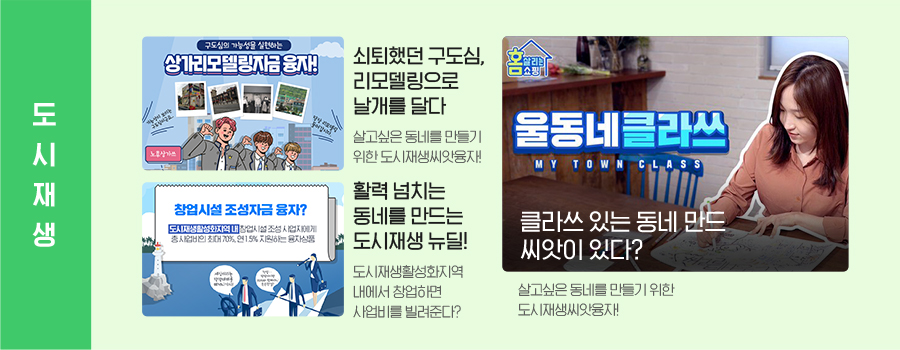 도
시
재
생
구도심의 가능성을 실현하는
상가리모델링자금 융자!
노후상가쓰
쇠퇴했던 구도심,
리모델링으로
날개를 달다
살고싶은 동네를 만들기
위한 도시재생씨앗융자!
창업시설 조성자금 융자?
도시재생활성화지역 내 창업시설 조성 사업자에게
총 사업비의 최대 70%, 연 1.5% 지원하는 융자상품
활력 넘치는
동네를 만드는
도시재생 뉴딜!
도시재생활성화지역
내에서 창업하면
사업비를 빌려준다?
홈 살리는
쇼핑
울동네클라쓰
MY TOWN CLASS
클라쓰 있는 동네 만드
씨앗이 있다?
살고싶은 동네를 만들기 위한
도시재생씨앗융자!